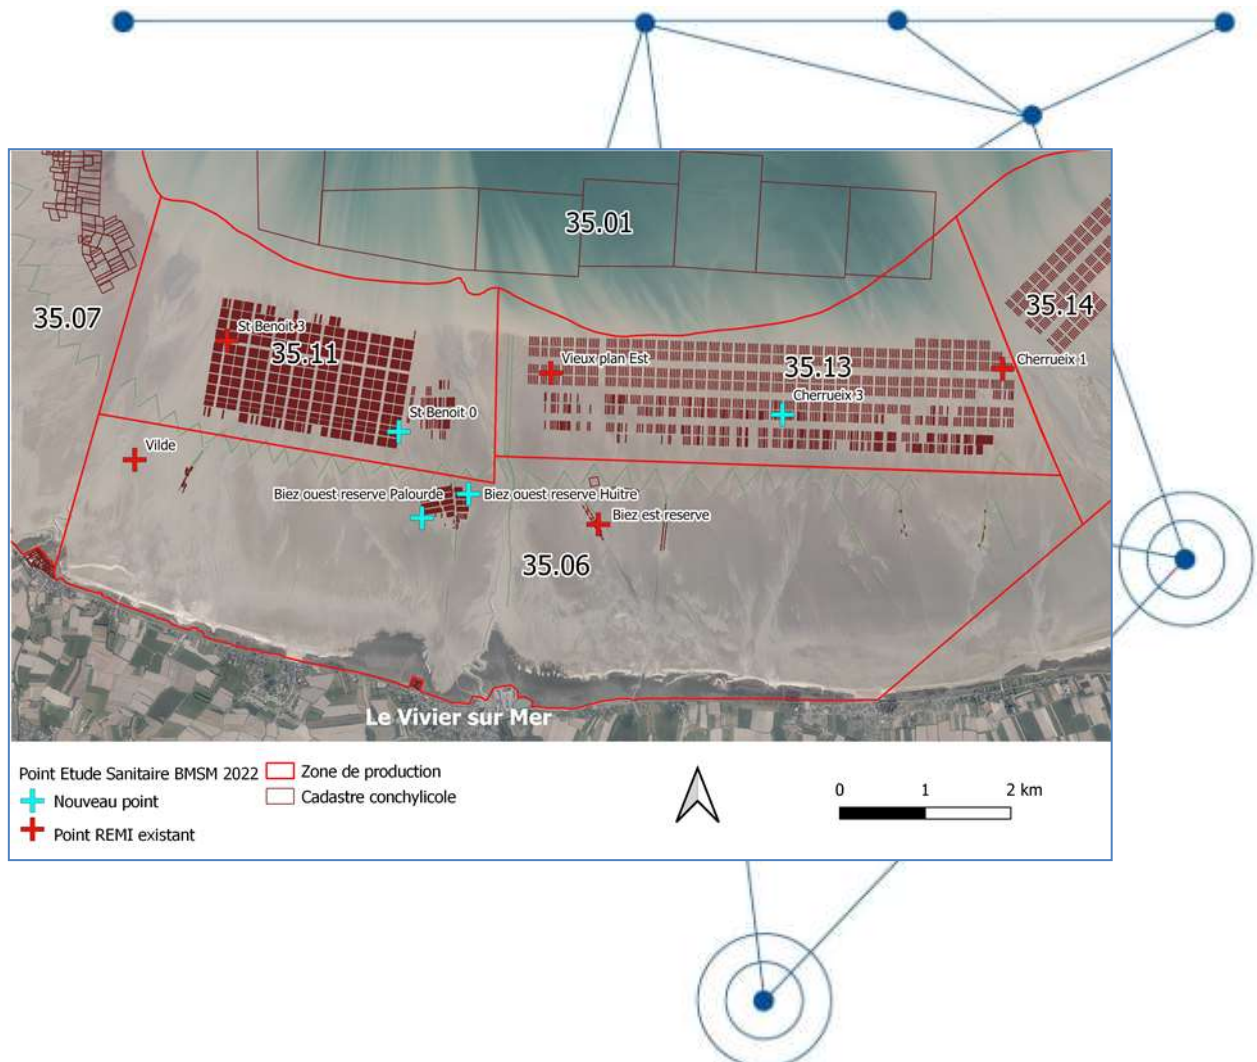 35.01
35.07
35.14
St Benoit 3
35.11
Vieux plan Est
35.13
Cherrueix 1
Cherrueix 3
St Benoit 0
Vilde
Biez ouest reserve Palourde
Biez ouest reserve Huitre
Biez est reserve
35.06
Le Vivier sur Mer
Point Etude Sanitaire BMSM 2022
Nouveau point
Point REMI existant
Zone de production
Cadastre conchylicole
0 1 2 km